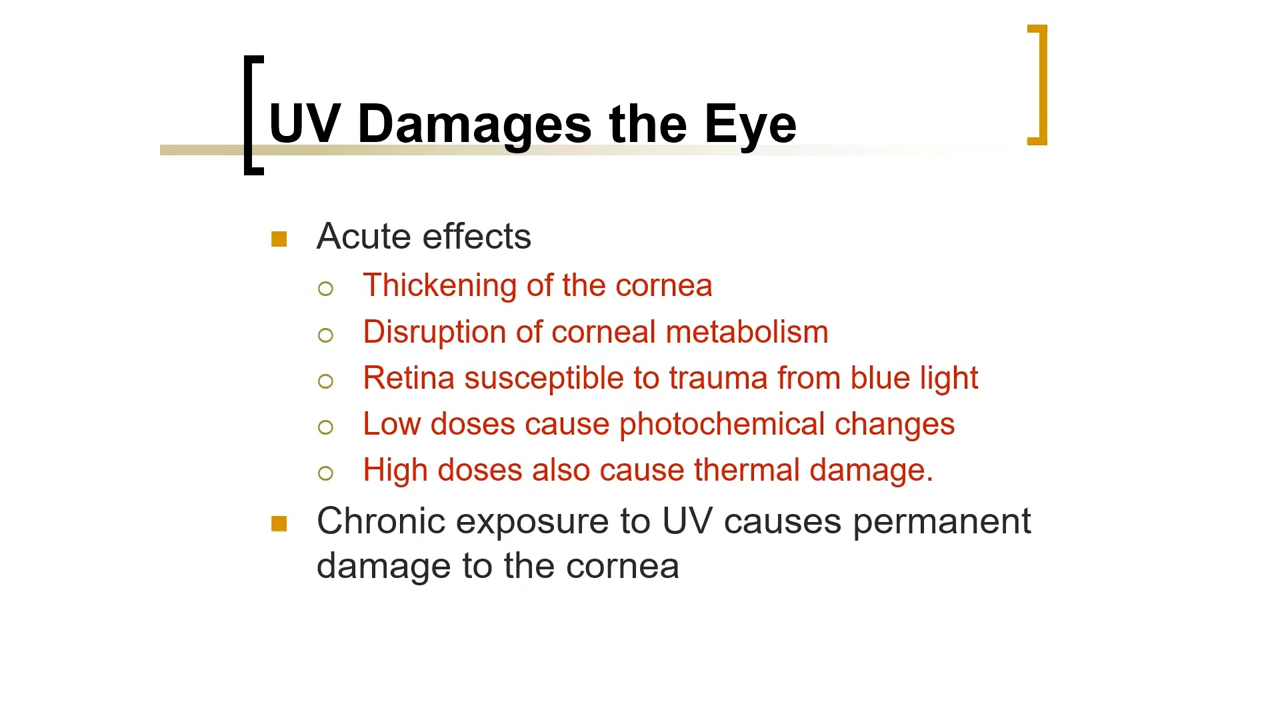 UV Damages the Eye
Acute effects
Thickening of the cornea
Disruption of corneal metabolism
Retina susceptible to trauma from blue light
Low doses cause photochemical changes
High doses also cause thermal damage.
Chronic exposure to UV causes permanent
damage to the cornea